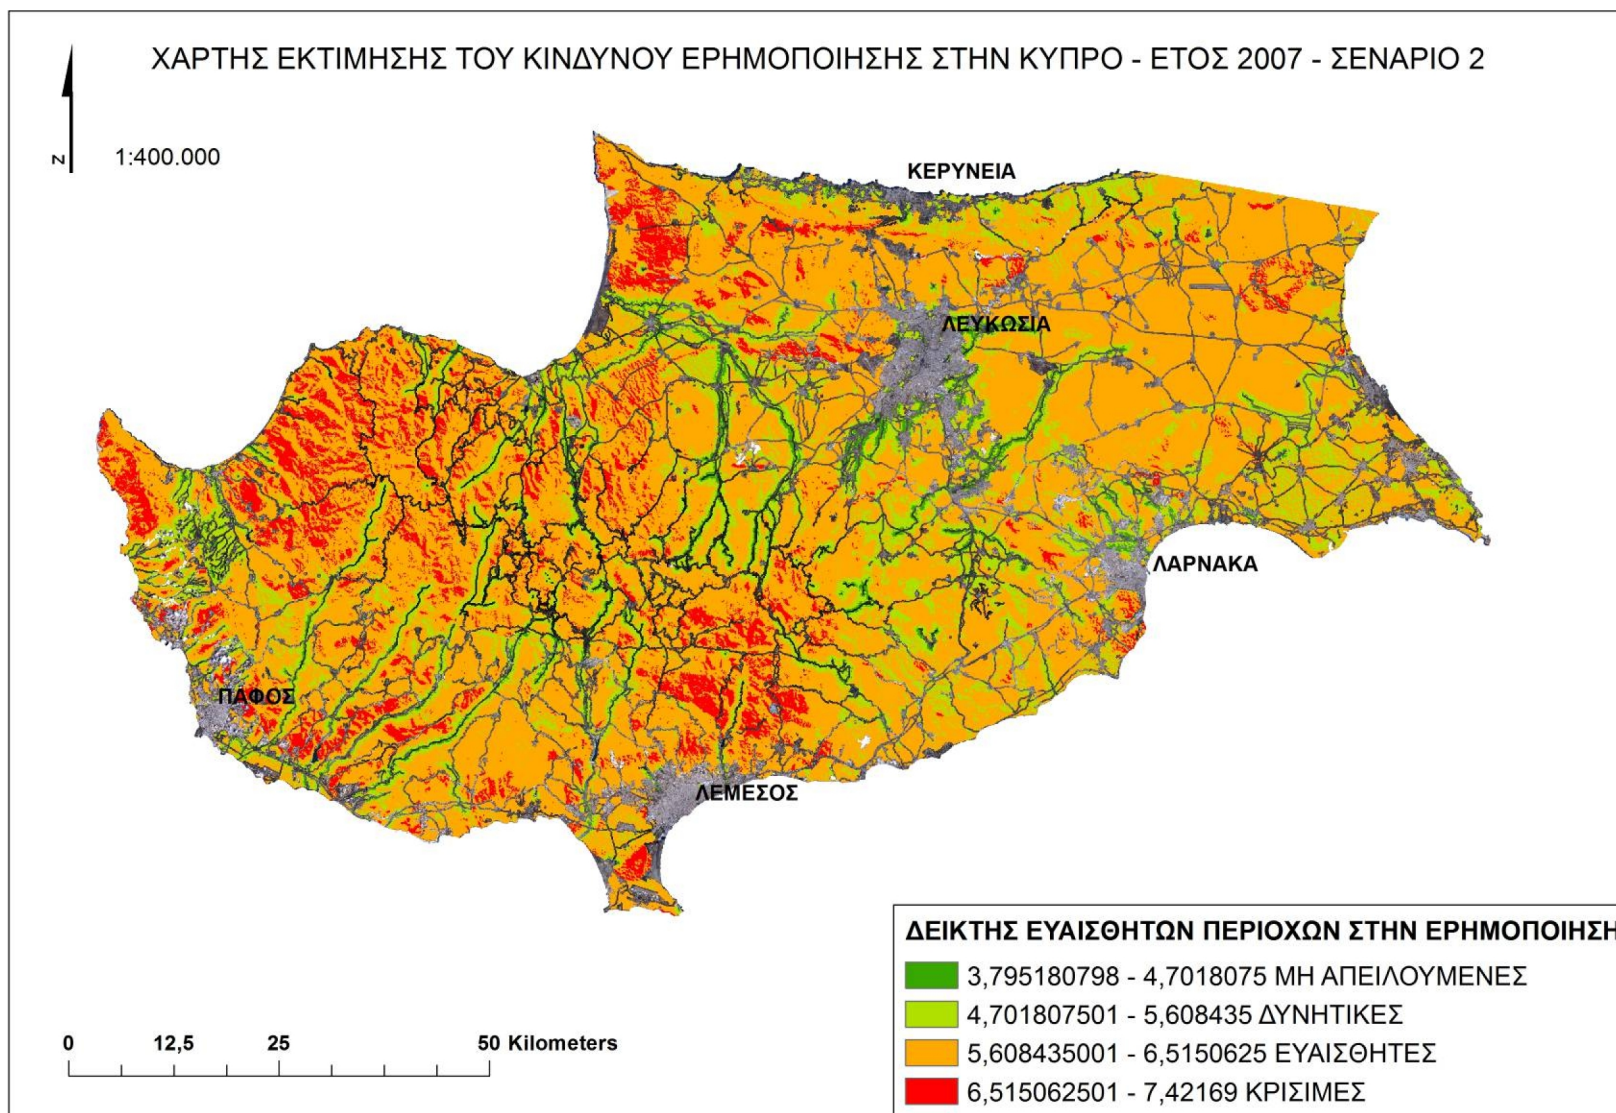 ΧΑΡΤΗΣ ΕΚΤΙΜΗΣΗΣ ΤΟΥ ΚΙΝΔΥΝΟΥ ΕΡΗΜΟΠΟΙΗΣΗΣ ΣΤΗΝ ΚΥΠΡΟ - ΕΤΟΣ 2007 - ΣΕΝΑΡΙΟ 2
Z
1:400.000
ΚΕΡΥΝΕΙΑ
ΛΕΥΚΩΣΙΑ
ΛΑΡΝΑΚΑ
ΠΑΦΟΣ
ΛΕΜΕΣΟΣ
ΔΕΙΚΤΗΣ ΕΥΑΙΣΘΗΤΩΝ ΠΕΡΙΟΧΩΝ ΣΤΗΝ ΕΡΗΜΟΠΟΙΗΣΗ
3,795180798 - 4,7018075 ΜΗ ΑΠΕΙΛΟΥΜΕΝΕΣ
4,701807501 - 5,608435 ΔΥΝΗΤΙΚΕΣ
5,608435001 - 6,5150625 ΕΥΑΙΣΘΗΤΕΣ
6,515062501 - 7,42169 ΚΡΙΣΙΜΕΣ
0 12,5 25 50 Kilometers